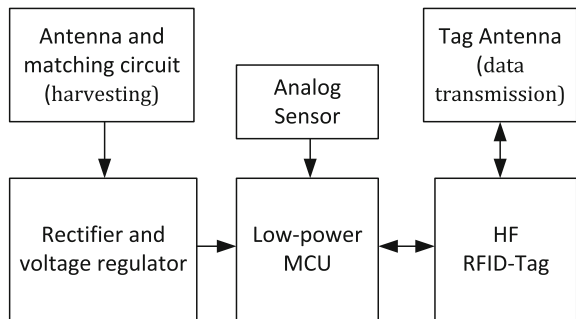 Antenna and
matching circuit
(harvesting)
Analog
Sensor
Tag Antenna
(data
transmission)
Rectifier and
voltage regulator
Low-power
MCU
HF
RFID-Tag